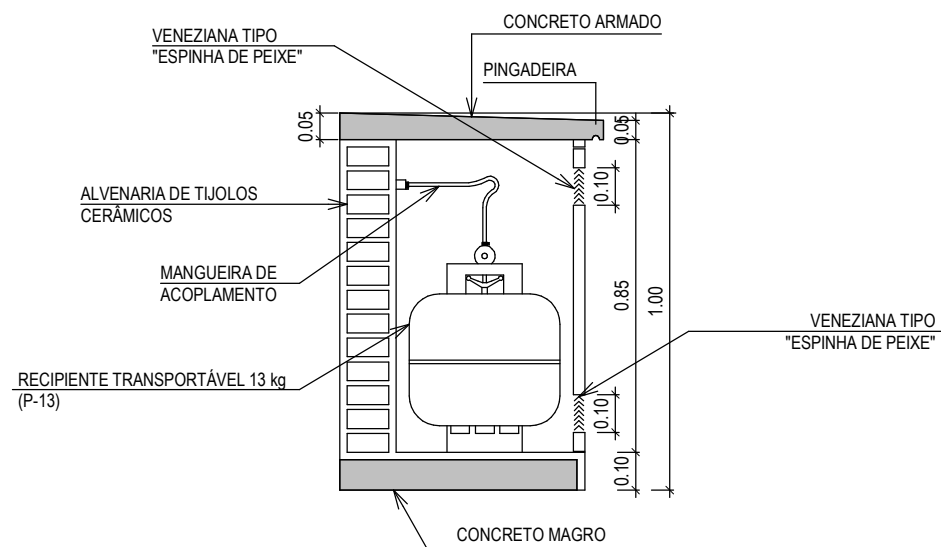 CONCRETO ARMADO
VENEZIANA TIPO
"ESPINHA DE PEIXE"
PINGADEIRA
0.05
0.05
0.10
ALVENARIA DE TIJOLOS
CERÂMICOS
MANGUEIRA DE
ACOPLAMENTO
0.85
1.00
VENEZIANA TIPO
"ESPINHA DE PEIXE"
RECIPIENTE TRANSPORTÁVEL 13 kg
(P-13)
0.10
0.10
CONCRETO MAGRO